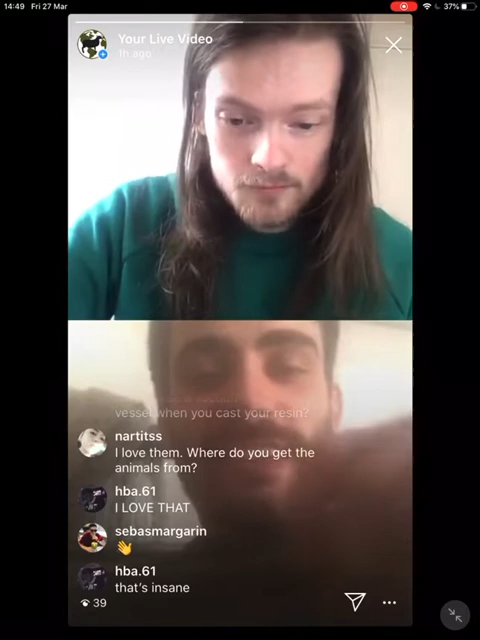 14:49 Fri 27 Mar
37%
Your Live Video
1h ago
vessel when you cast your resin?
nartitss
I love them. Where do you get the
animals from?
hba.61
I LOVE THAT
sebasmargarin
👋
hba.61
that's insane
39